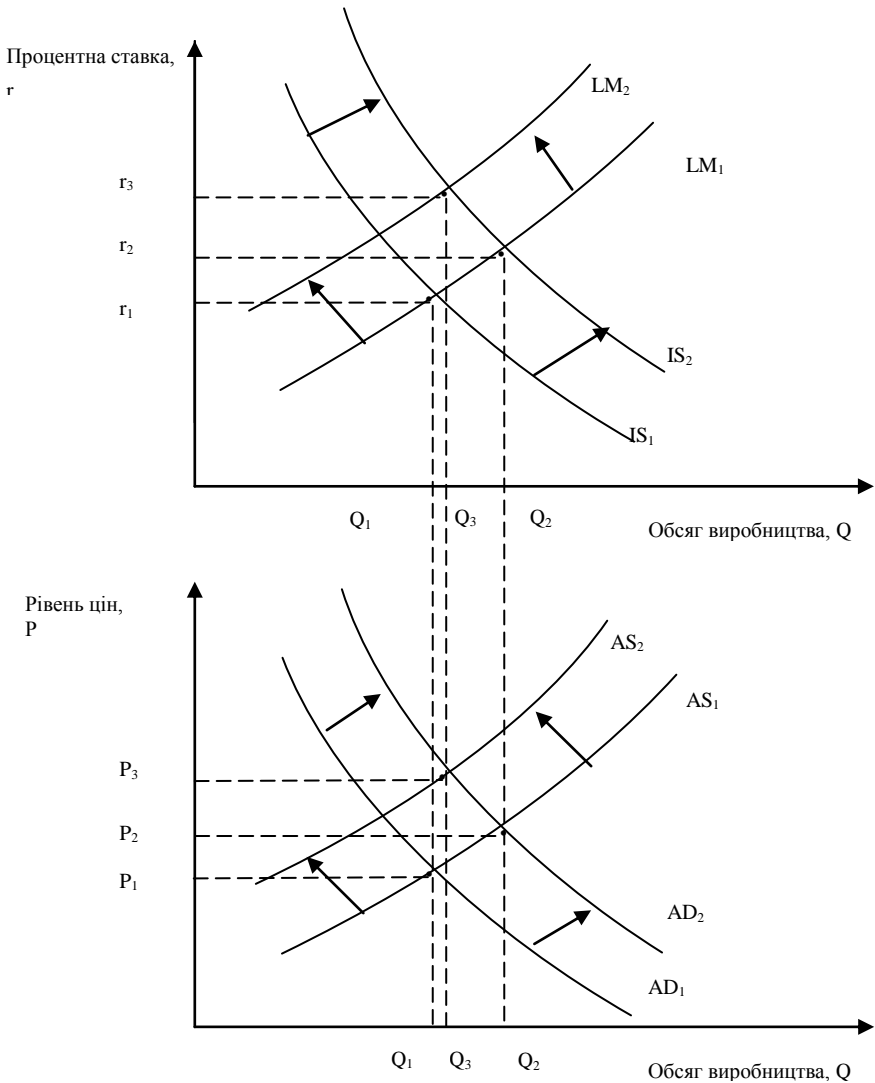 Процентна ставка,
r
LM₂
LM₁
r₃
r₂
r₁
IS₂
IS₁
Q₁ Q₃ Q₂
Обсяг виробництва, Q
Рівень цін,
P
AS₂
AS₁
P₃
P₂
P₁
AD₂
AD₁
Q₁ Q₃ Q₂
Обсяг виробництва, Q